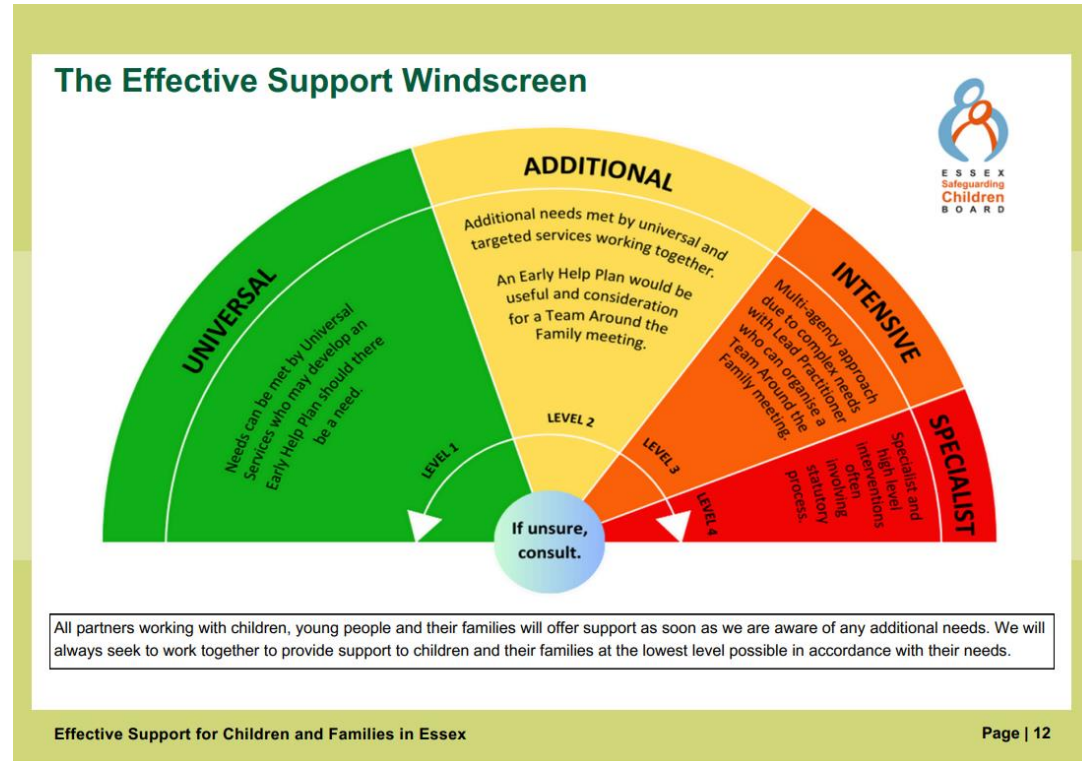 The Effective Support Windscreen
ESSEX
Safeguarding
Children
BOARD
UNIVERSAL
Needs can be met by Universal
Services who may develop an
Early Help Plan should there
be a need.
LEVEL 1
ADDITIONAL
Additional needs met by universal and
targeted services working together.
An Early Help Plan would be
useful and consideration
for a Team Around the
Family meeting.
LEVEL 2
INTENSIVE
Multi-agency approach
due to complex needs
with Lead Practitioner
who can organise a
Team Around the
Family meeting.
LEVEL 3
SPECIALIST
Specialist and
high level
interventions
often
involving
statutory
process.
LEVEL 4
If unsure,
consult.
All partners working with children, young people and their families will offer support as soon as we are aware of any additional needs. We will
always seek to work together to provide support to children and their families at the lowest level possible in accordance with their needs.
Effective Support for Children and Families in Essex
Page | 12